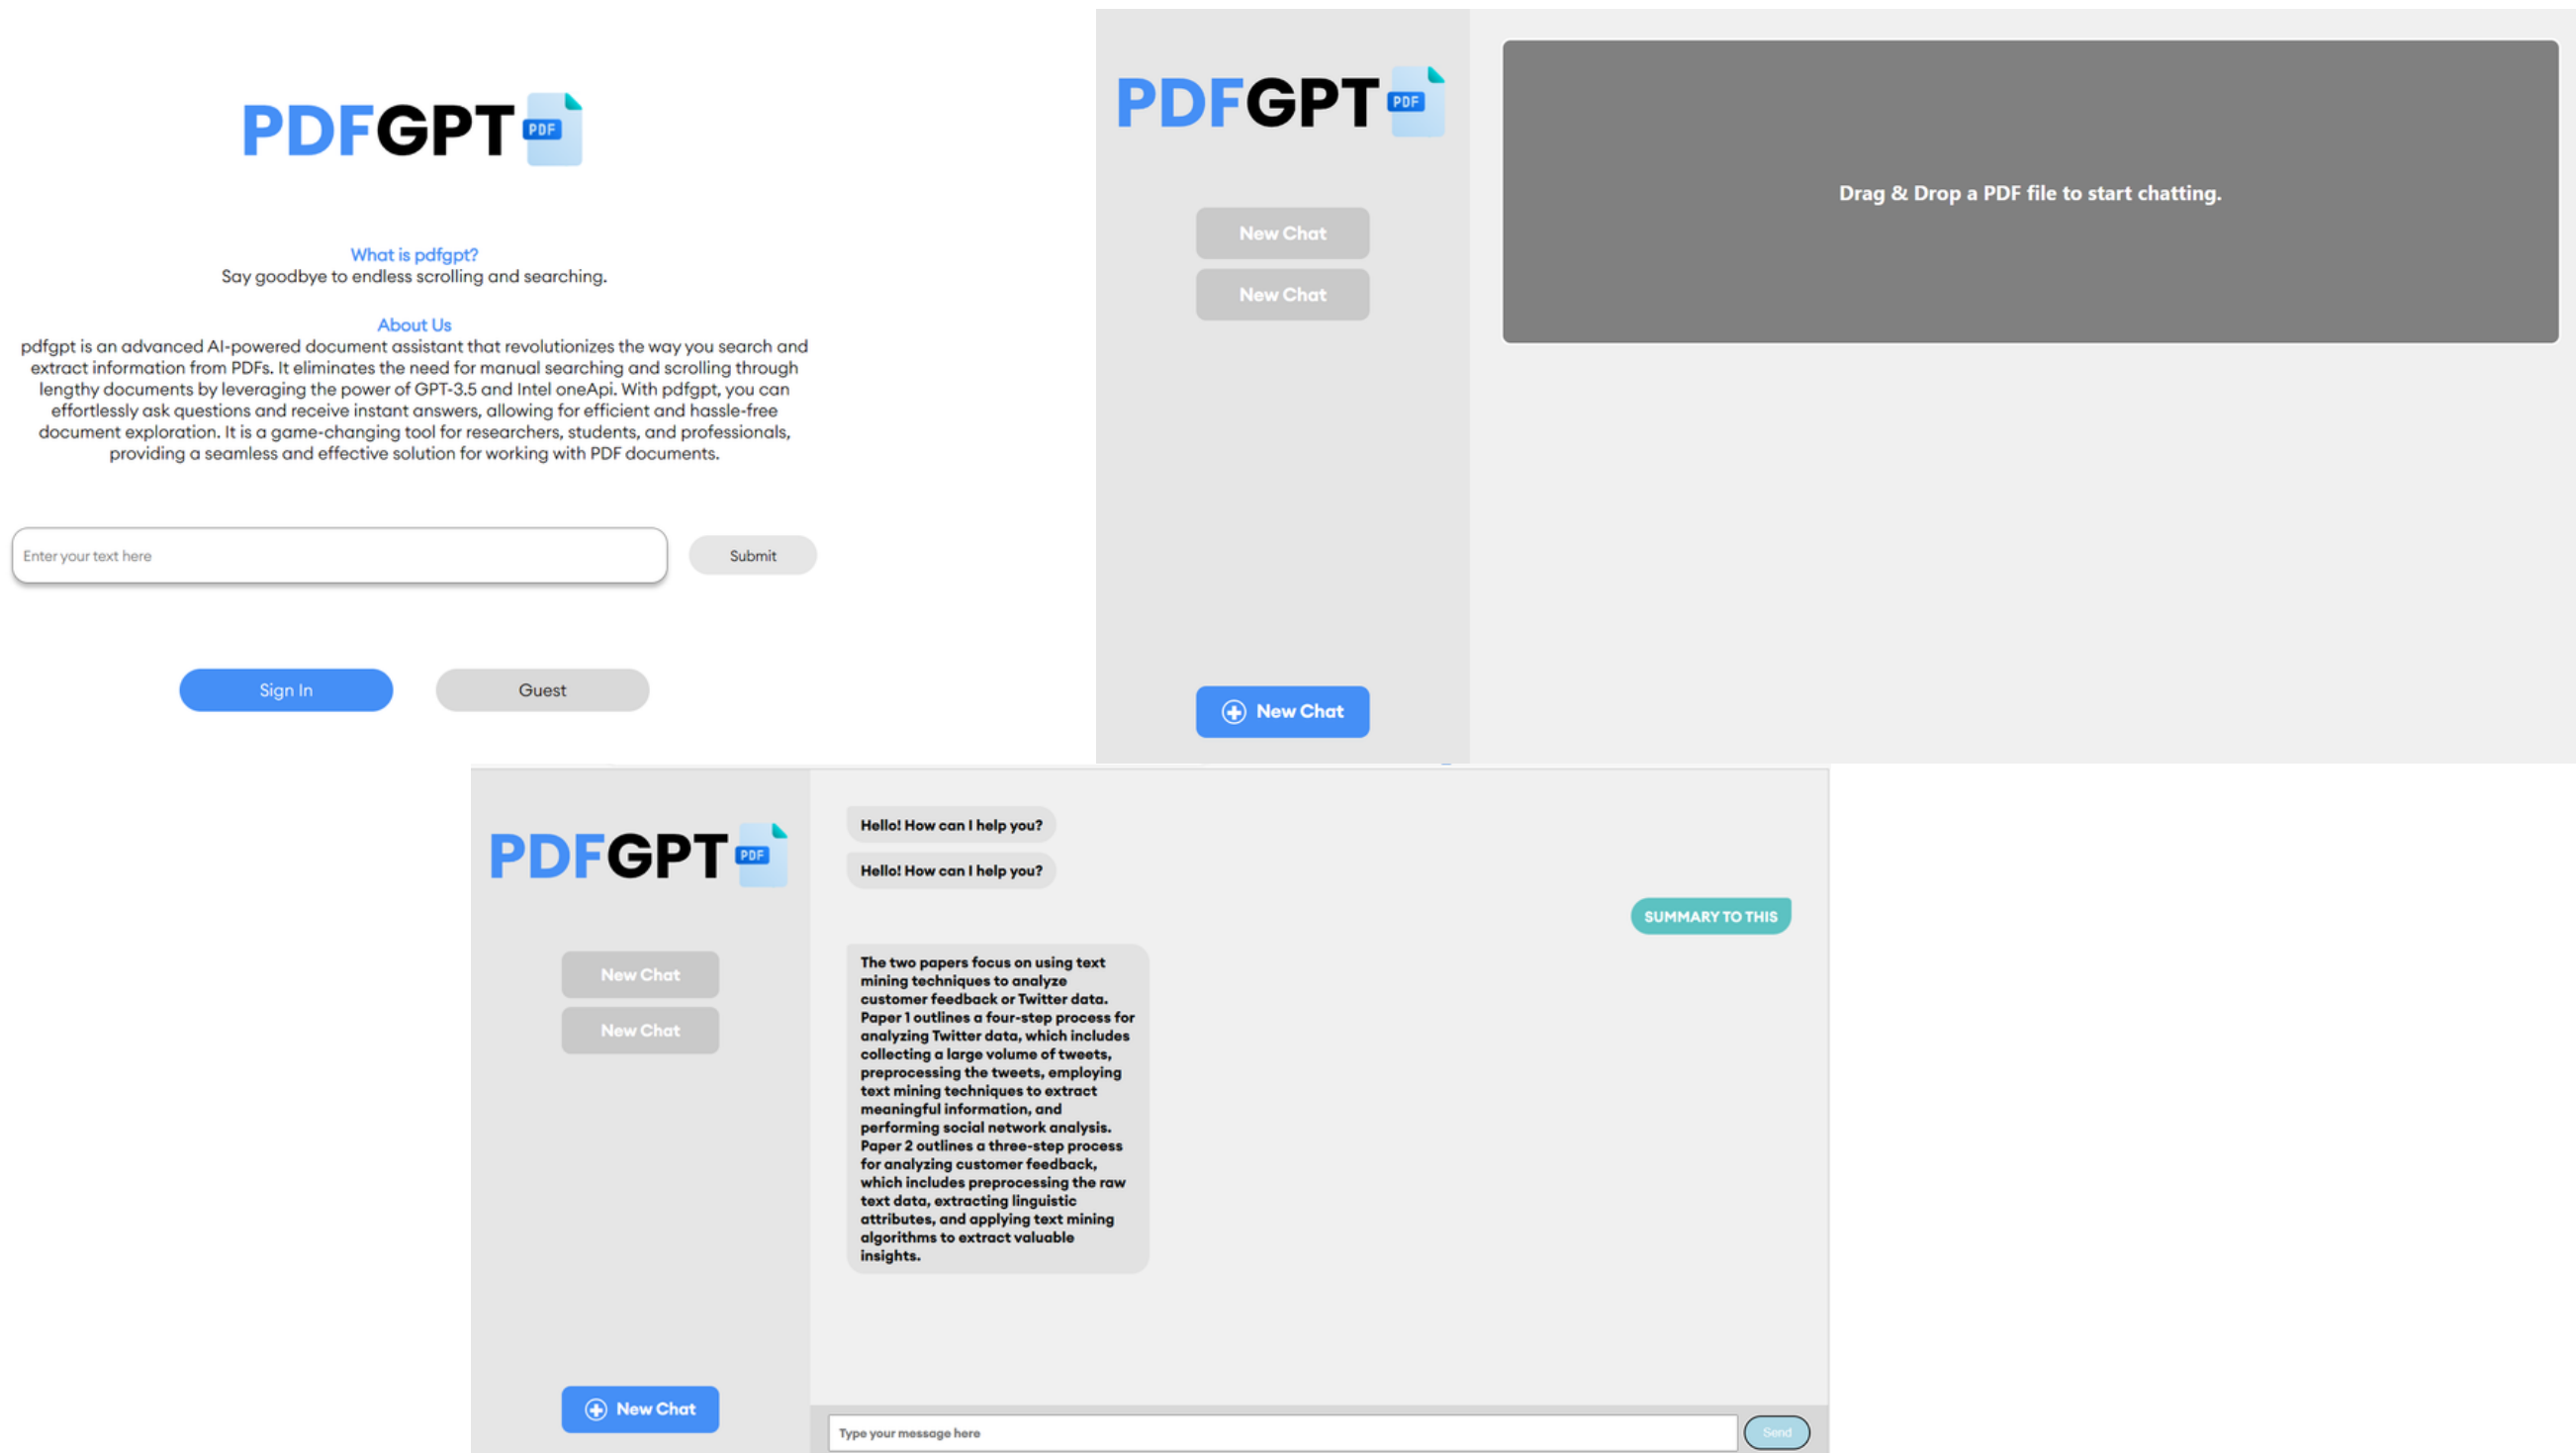 PDFGPT
PDF
What is pdfgpt?
Say goodbye to endless scrolling and searching.
About Us
pdfgpt is an advanced AI-powered document assistant that revolutionizes the way you search and
extract information from PDFs. It eliminates the need for manual searching and scrolling through
lengthy documents by leveraging the power of GPT-3.5 and Intel oneApi. With pdfgpt, you can
effortlessly ask questions and receive instant answers, allowing for efficient and hassle-free
document exploration. It is a game-changing tool for researchers, students, and professionals,
providing a seamless and effective solution for working with PDF documents.
Enter your text here
Submit
Sign In
Guest
PDFGPT
PDF
New Chat
New Chat
New Chat
Drag & Drop a PDF file to start chatting.
PDFGPT
PDF
New Chat
New Chat
New Chat
Hello! How can I help you?
Hello! How can I help you?
SUMMARY TO THIS
The two papers focus on using text
mining techniques to analyze
customer feedback or Twitter data.
Paper 1 outlines a four-step process for
analyzing Twitter data, which includes
collecting a large volume of tweets,
preprocessing the tweets, employing
text mining techniques to extract
meaningful information, and
performing social network analysis.
Paper 2 outlines a three-step process
for analyzing customer feedback,
which includes preprocessing the raw
text data, extracting linguistic
attributes, and applying text mining
algorithms to extract valuable
insights.
Type your message here
Send